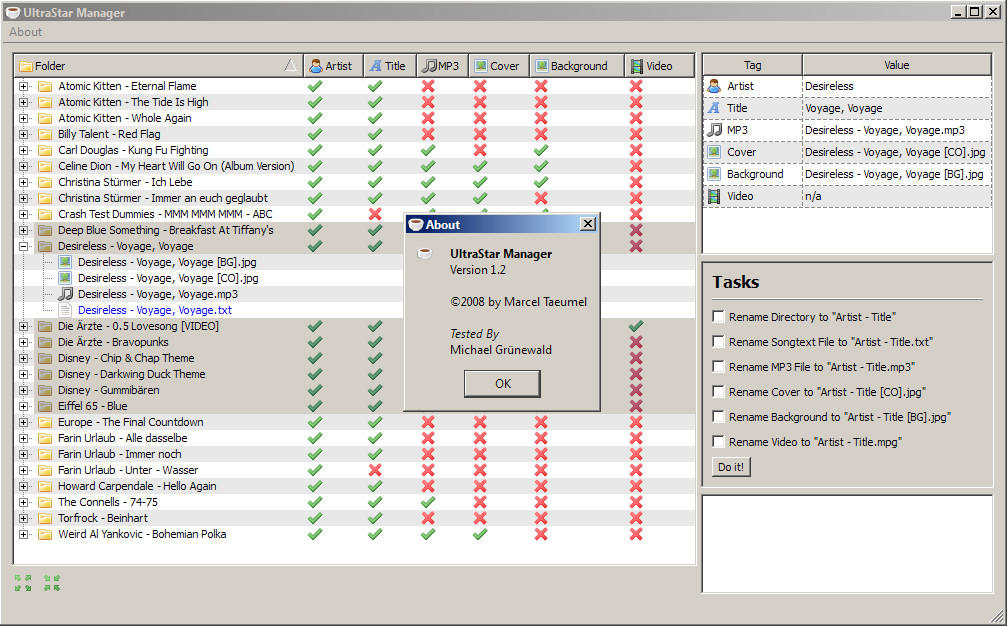 UltraStar Manager
About
Folder Artist Title MP3 Cover Background Video
Atomic Kitten - Eternal Flame
Atomic Kitten - The Tide Is High
Atomic Kitten - Whole Again
Billy Talent - Red Flag
Carl Douglas - Kung Fu Fighting
Celine Dion - My Heart Will Go On (Album Version)
Christina Stürmer - Ich Lebe
Christina Stürmer - Immer an euch geglaubt
Crash Test Dummies - MMM MMM MMM - ABC
Deep Blue Something - Breakfast At Tiffany's
Desireless - Voyage, Voyage
Desireless - Voyage, Voyage [BG].jpg
Desireless - Voyage, Voyage [CO].jpg
Desireless - Voyage, Voyage.mp3
Desireless - Voyage, Voyage.txt
Die Ärzte - 0.5 Lovesong [VIDEO]
Die Ärzte - Bravopunks
Disney - Chip & Chap Theme
Disney - Darkwing Duck Theme
Disney - Gummibären
Eiffel 65 - Blue
Europe - The Final Countdown
Farin Urlaub - Alle dasselbe
Farin Urlaub - Immer noch
Farin Urlaub - Unter - Wasser
Howard Carpendale - Hello Again
The Connells - 74-75
Torfrock - Beinhart
Weird Al Yankovic - Bohemian Polka
About
UltraStar Manager
Version 1.2
©2008 by Marcel Taeumel
Tested By
Michael Grünewald
OK
Tag Value
Artist Desireless
Title Voyage, Voyage
MP3 Desireless - Voyage, Voyage.mp3
Cover Desireless - Voyage, Voyage [CO].jpg
Background Desireless - Voyage, Voyage [BG].jpg
Video n/a
Tasks
Rename Directory to "Artist - Title"
Rename Songtext File to "Artist - Title.txt"
Rename MP3 File to "Artist - Title.mp3"
Rename Cover to "Artist - Title [CO].jpg"
Rename Background to "Artist - Title [BG].jpg"
Rename Video to "Artist - Title.mpg"
Do it!